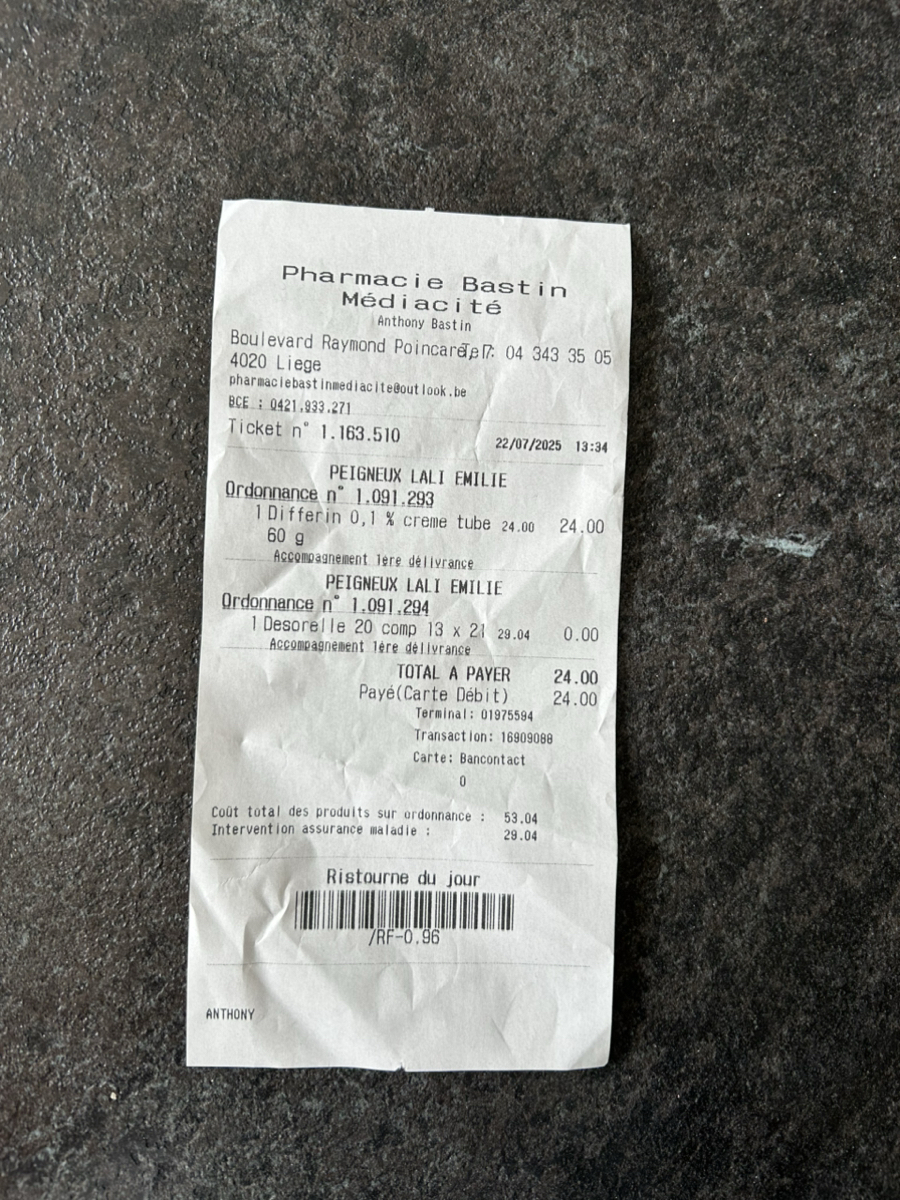 Pharmacie Bastin
Médiacité
Anthony Bastin
Boulevard Raymond Poincaré 7: 04 343 35 05
4020 Liege
pharmaciebastinmediacite@outlook.be
BCE : 0421.933.271
Ticket n° 1.163.510 22/07/2025 13:34
PEIGNEUX LALI EMILIE
Ordonnance n° 1.091.293
1 Differin 0,1 % creme tube 24.00 24.00
60 g
Accompagnement 1ère délivrance
PEIGNEUX LALI EMILIE
Ordonnance n° 1.091.294
1 Desorelle 20 comp 13 x 21 29.04 0.00
Accompagnement 1ère délivrance
TOTAL A PAYER 24.00
Payé(Carte Débit) 24.00
Terminal: 01975584
Transaction: 16909088
Carte: Bancontact
0
Coût total des produits sur ordonnance : 53.04
Intervention assurance maladie : 29.04
Ristourne du jour
/RF-0.96
ANTHONY